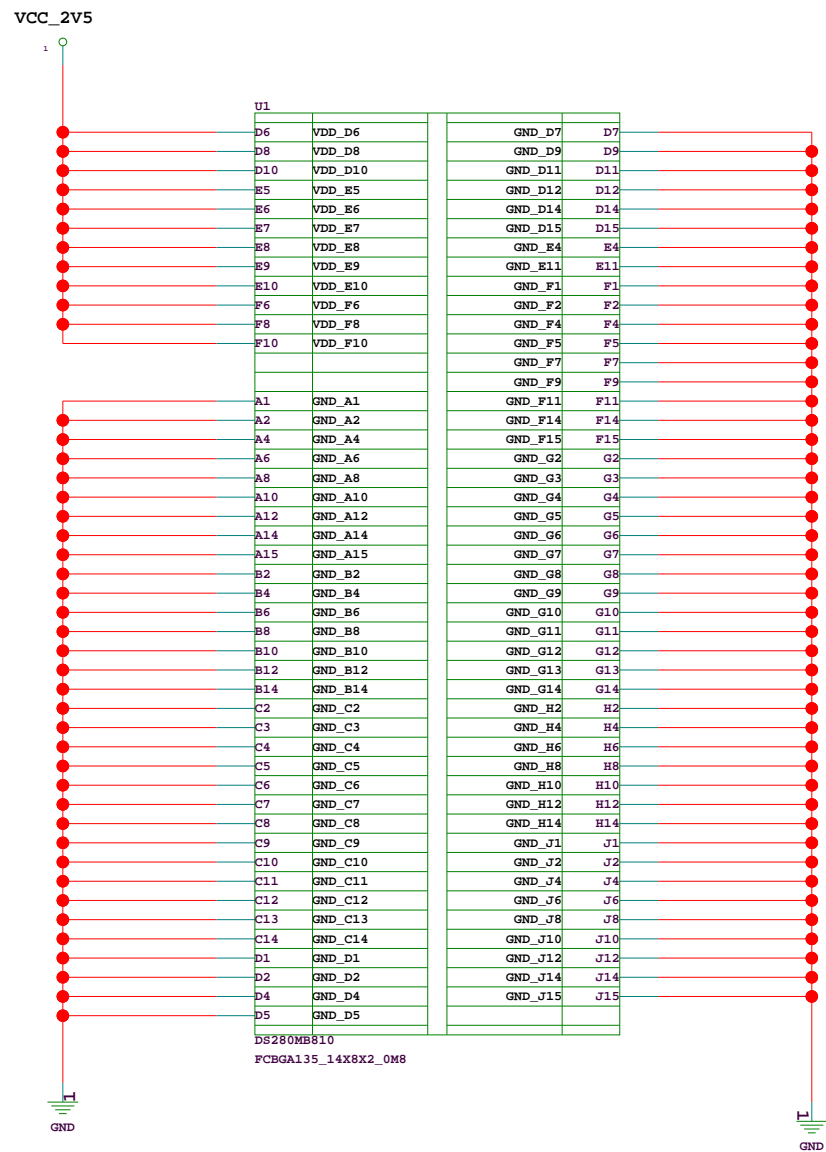 VCC_2V5
1
U1
D6 VDD_D6 GND_D7 D7
D8 VDD_D8 GND_D9 D9
D10 VDD_D10 GND_D11 D11
E5 VDD_E5 GND_D12 D12
E6 VDD_E6 GND_D14 D14
E7 VDD_E7 GND_D15 D15
E8 VDD_E8 GND_E4 E4
E9 VDD_E9 GND_E11 E11
E10 VDD_E10 GND_F1 F1
F6 VDD_F6 GND_F2 F2
F8 VDD_F8 GND_F4 F4
F10 VDD_F10 GND_F5 F5
GND_F7 F7
GND_F9 F9
A1 GND_A1 GND_F11 F11
A2 GND_A2 GND_F14 F14
A4 GND_A4 GND_F15 F15
A6 GND_A6 GND_G2 G2
A8 GND_A8 GND_G3 G3
A10 GND_A10 GND_G4 G4
A12 GND_A12 GND_G5 G5
A14 GND_A14 GND_G6 G6
A15 GND_A15 GND_G7 G7
B2 GND_B2 GND_G8 G8
B4 GND_B4 GND_G9 G9
B6 GND_B6 GND_G10 G10
B8 GND_B8 GND_G11 G11
B10 GND_B10 GND_G12 G12
B12 GND_B12 GND_G13 G13
B14 GND_B14 GND_G14 G14
C2 GND_C2 GND_H2 H2
C3 GND_C3 GND_H4 H4
C4 GND_C4 GND_H6 H6
C5 GND_C5 GND_H8 H8
C6 GND_C6 GND_H10 H10
C7 GND_C7 GND_H12 H12
C8 GND_C8 GND_H14 H14
C9 GND_C9 GND_J1 J1
C10 GND_C10 GND_J2 J2
C11 GND_C11 GND_J4 J4
C12 GND_C12 GND_J6 J6
C13 GND_C13 GND_J8 J8
C14 GND_C14 GND_J10 J10
D1 GND_D1 GND_J12 J12
D2 GND_D2 GND_J14 J14
D4 GND_D4 GND_J15 J15
D5 GND_D5
DS280MB810
FCBGA135_14X8X2_0M8
1
GND
1
GND